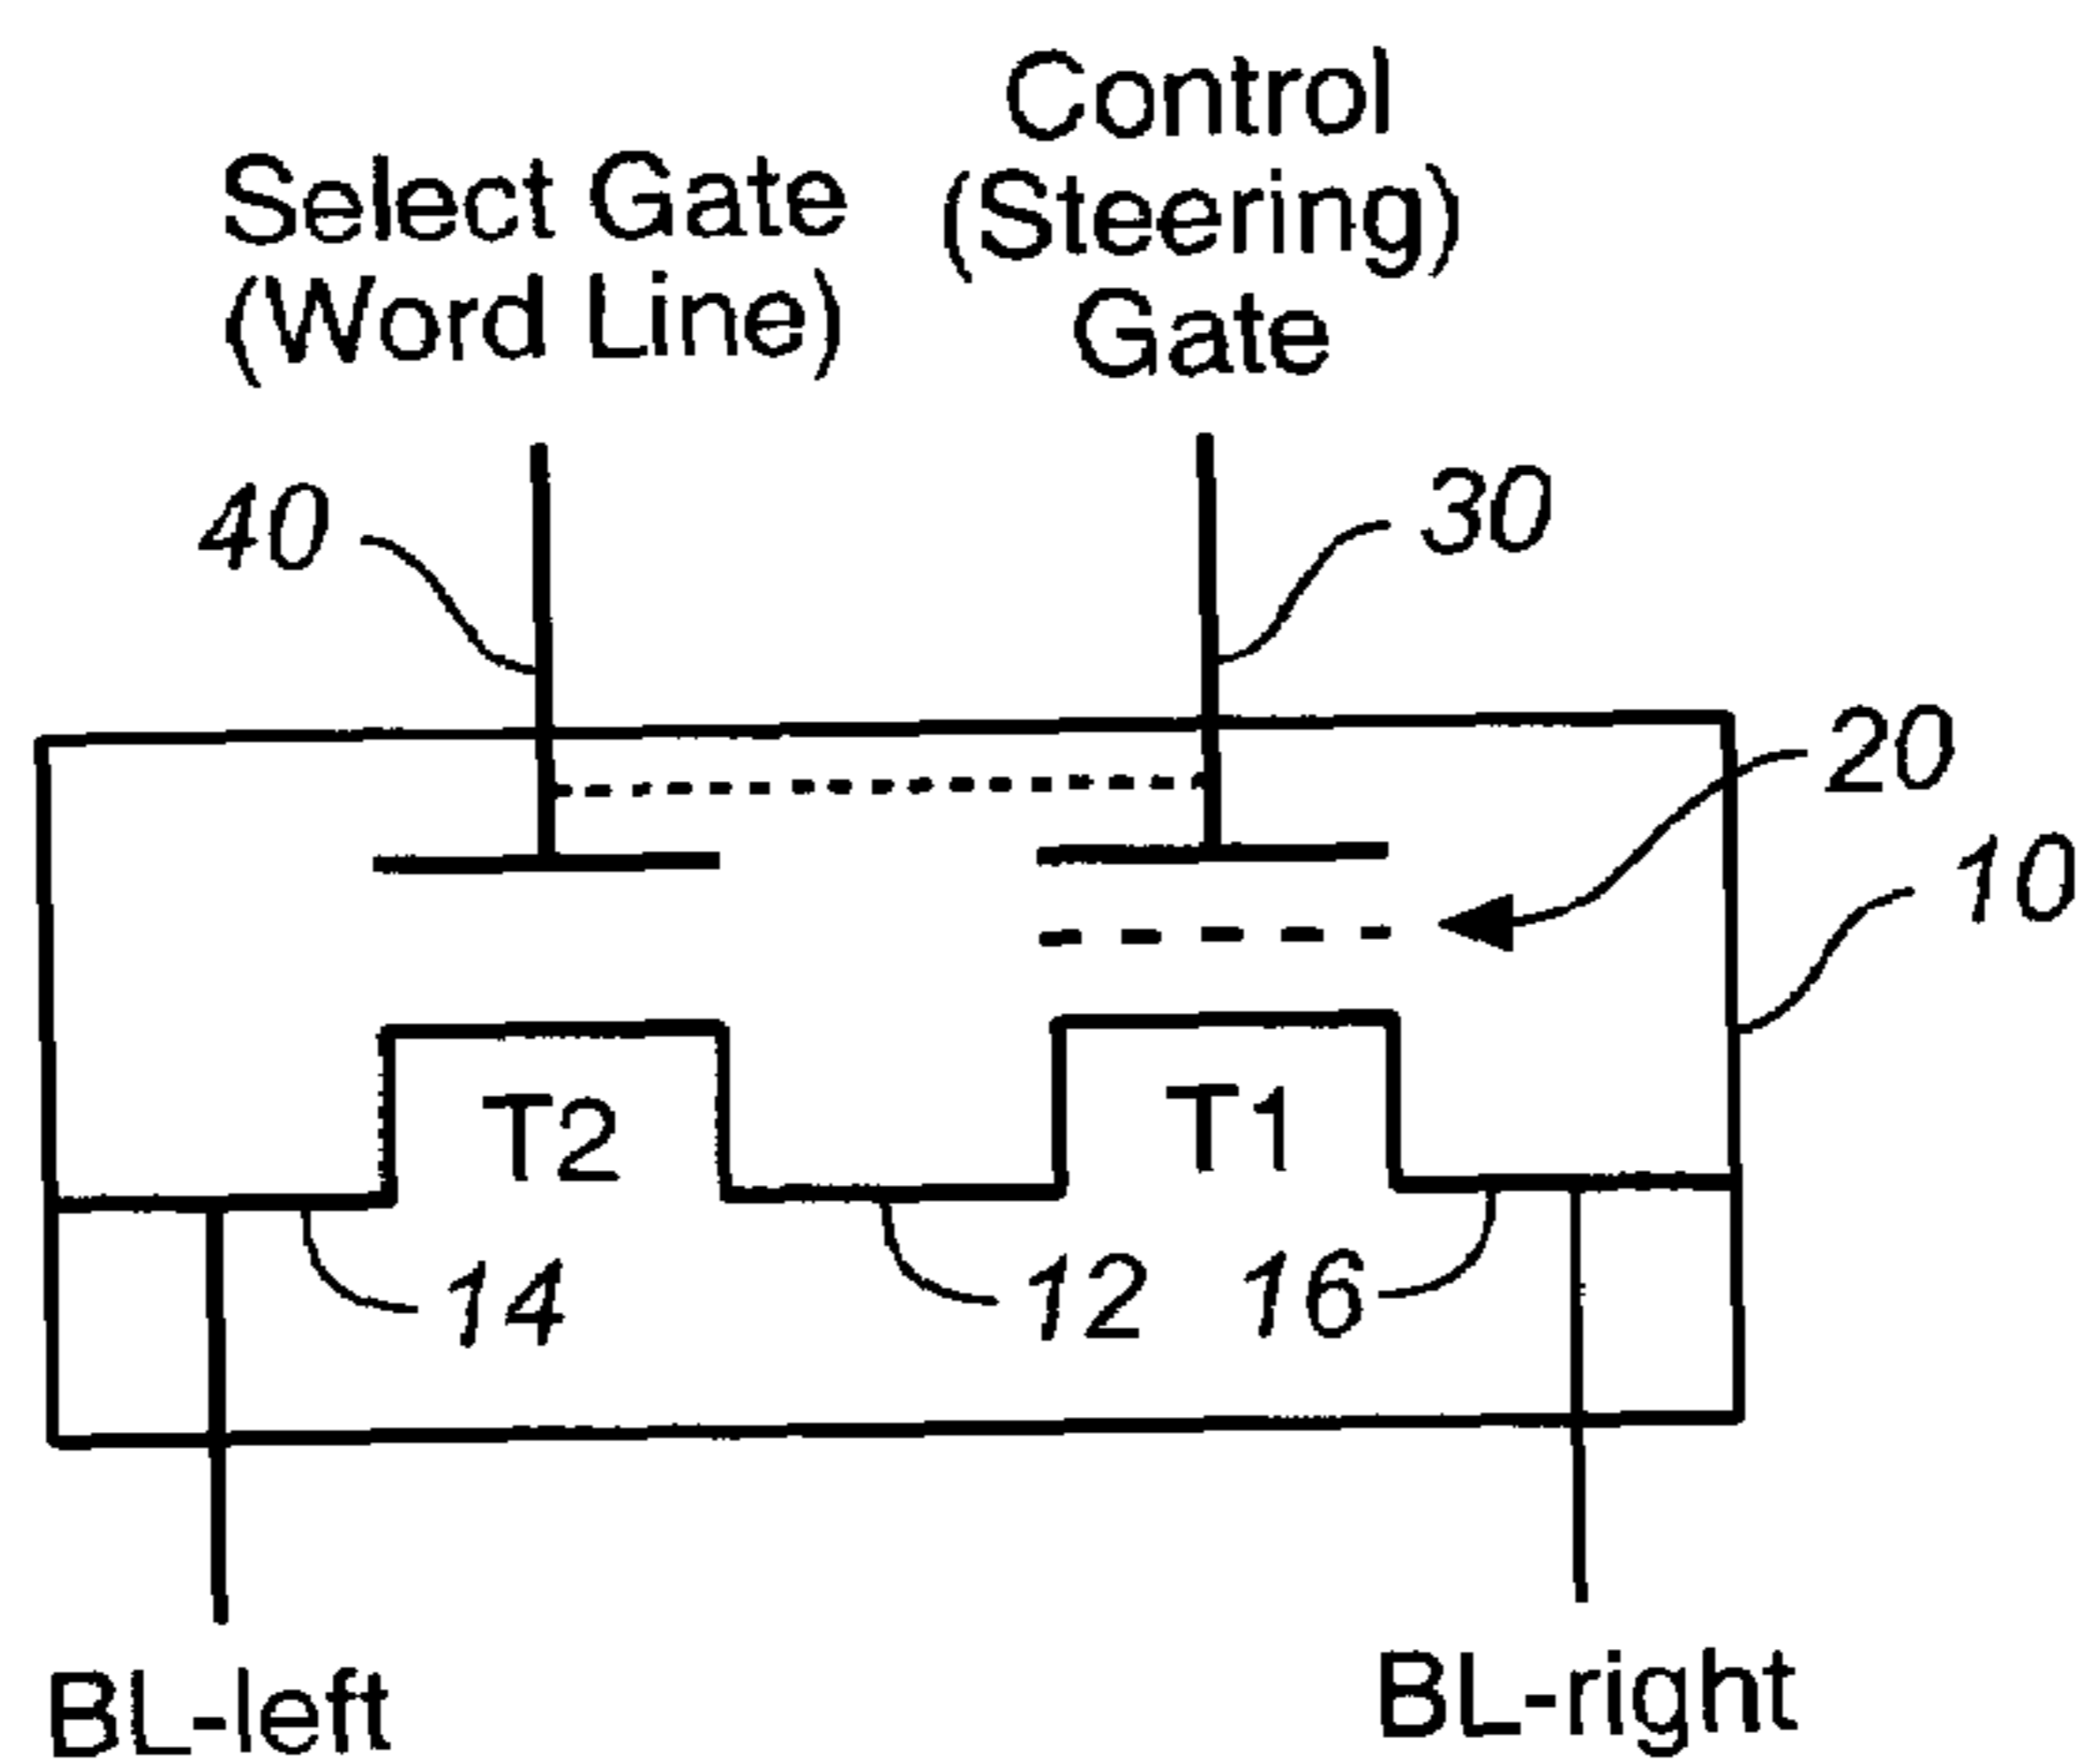 Select Gate
(Word Line)
Control
(Steering)
Gate
40
30
20
10
T2
T1
14
12
16
BL-left
BL-right